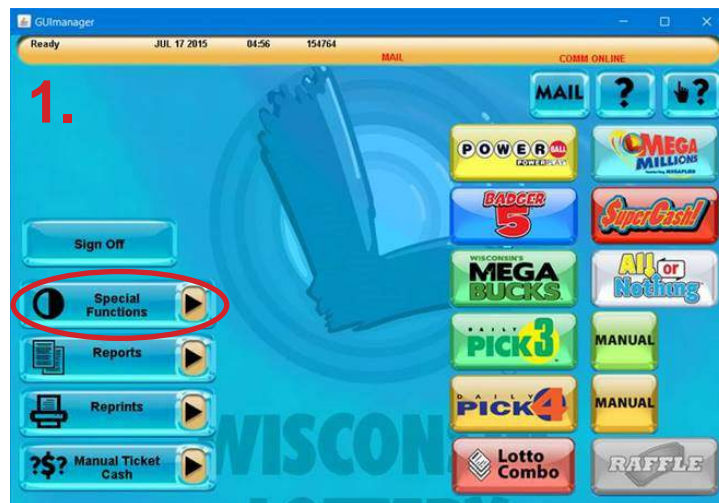 GUImanager
Ready JUL 17 2015 04:56 154764
MAIL COMM ONLINE
1.
MAIL ? ?
POWERBALL
POWERPLAY
MEGA
MILLIONS
BADGER
5
SuperCash!
Sign Off
WISCONSIN'S
MEGA
BUCKS
All or
Nothing
Special
Functions
DAILY
PICK 3
MANUAL
Reports
DAILY
PICK 4
MANUAL
Reprints
?$? Manual Ticket
Cash
Lotto
Combo
RAFFLE
WISCON
LOTTERY